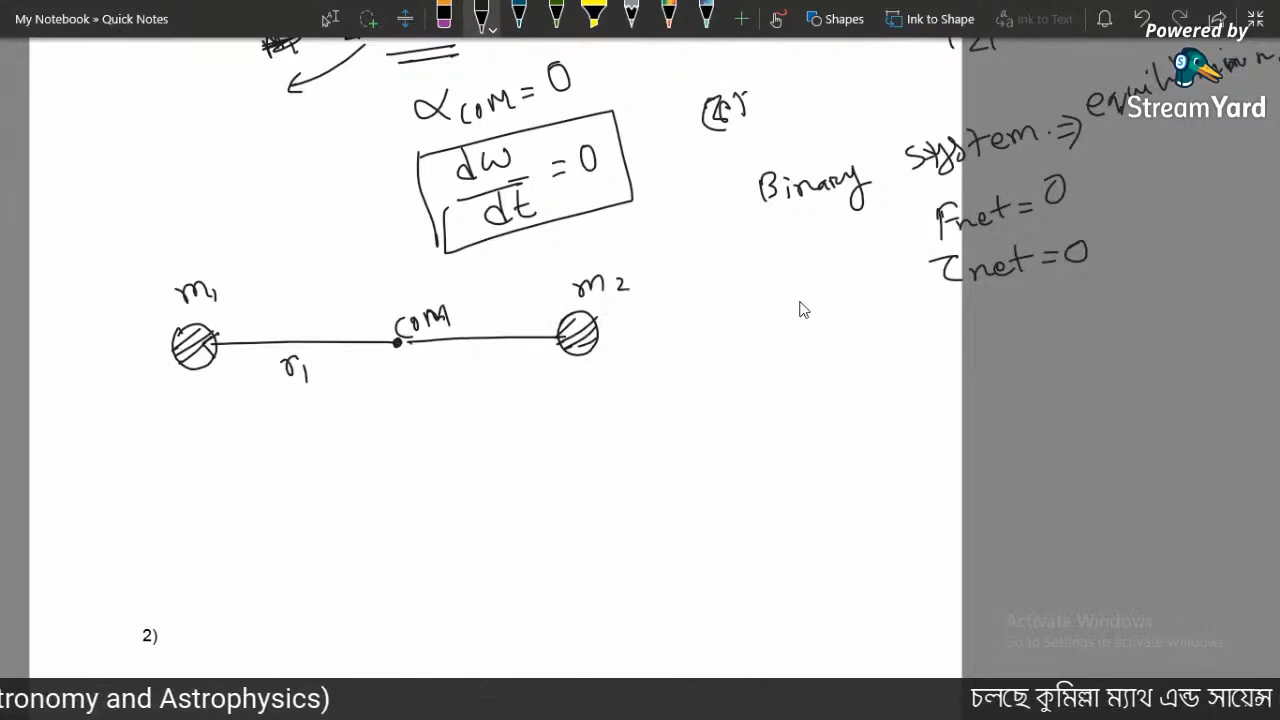 My Notebook » Quick Notes
Shapes
Ink to Shape
Ink to Text
Powered by
StreamYard
α com = 0
dw/dt = 0
Binary system ⇒
Fnet = 0
τnet = 0
m1
com
m2
r1
2)
Activate Windows
Go to Settings to activate Windows.
tronomy and Astrophysics)
চলছে কুমিল্লা ম্যাথ এন্ড সায়েন্স